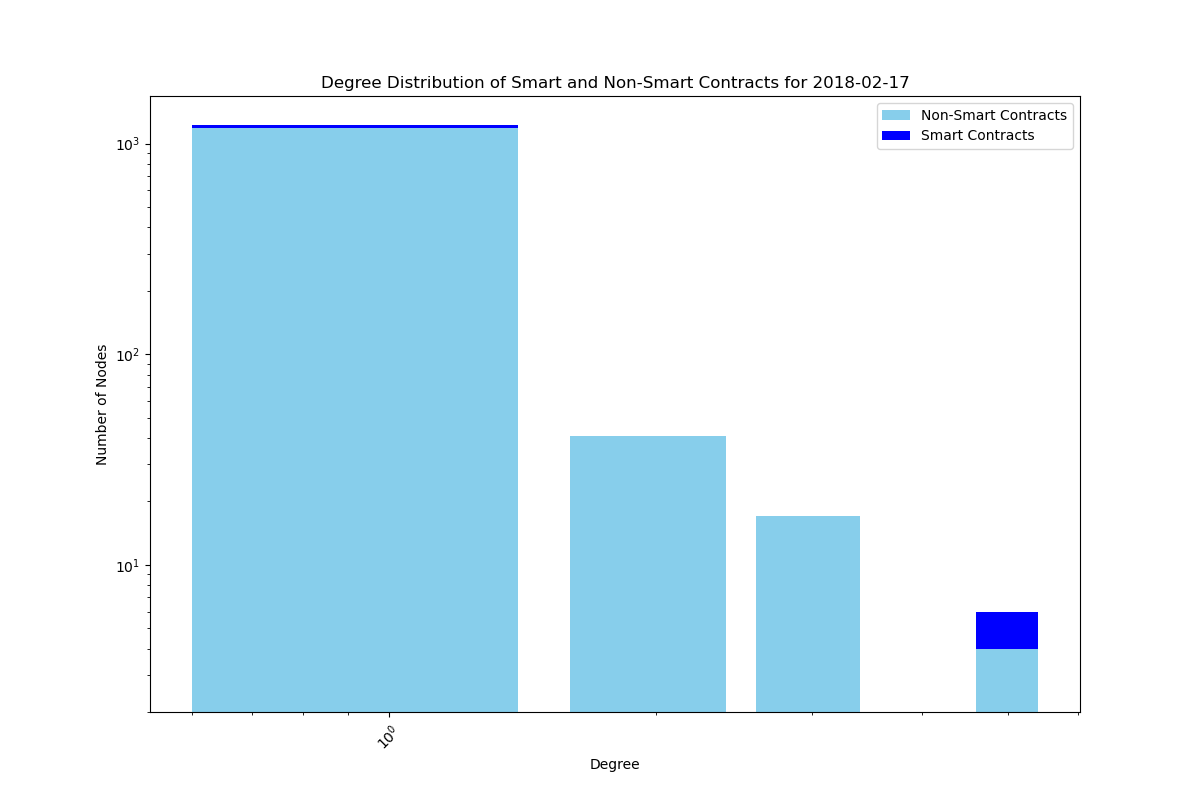 Degree Distribution of Smart and Non-Smart Contracts for 2018-02-17
Non-Smart Contracts
Smart Contracts
Number of Nodes
10³
10²
10¹
10⁰
Degree